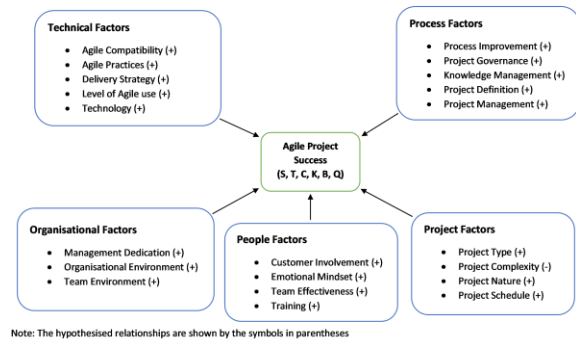 Technical Factors
• Agile Compatibility (+)
• Agile Practices (+)
• Delivery Strategy (+)
• Level of Agile use (+)
• Technology (+)
Process Factors
• Process Improvement (+)
• Project Governance (+)
• Knowledge Management (+)
• Project Definition (+)
• Project Management (+)
Agile Project
Success
(S, T, C, K, B, Q)
Organisational Factors
• Management Dedication (+)
• Organisational Environment (+)
• Team Environment (+)
People Factors
• Customer Involvement (+)
• Emotional Mindset (+)
• Team Effectiveness (+)
• Training (+)
Project Factors
• Project Type (+)
• Project Complexity (-)
• Project Nature (+)
• Project Schedule (+)
Note: The hypothesised relationships are shown by the symbols in parentheses